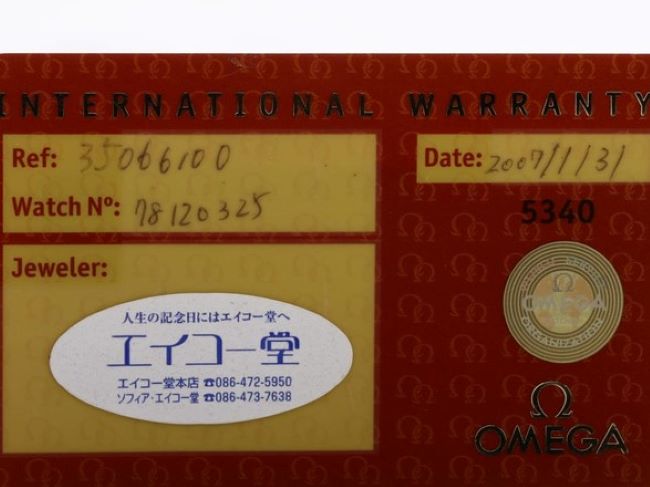 INTERNATIONAL WARRANTY
Ref: 35066100
Date: 2007/1/31
Watch Nº: 78120325
5340
Jeweler:
人生の記念日にはエイコー堂へ
エイコー堂
エイコー堂本店 ☎086-472-5950
ソフィア・エイコー堂 ☎086-473-7638
OMEGA
OMEGA